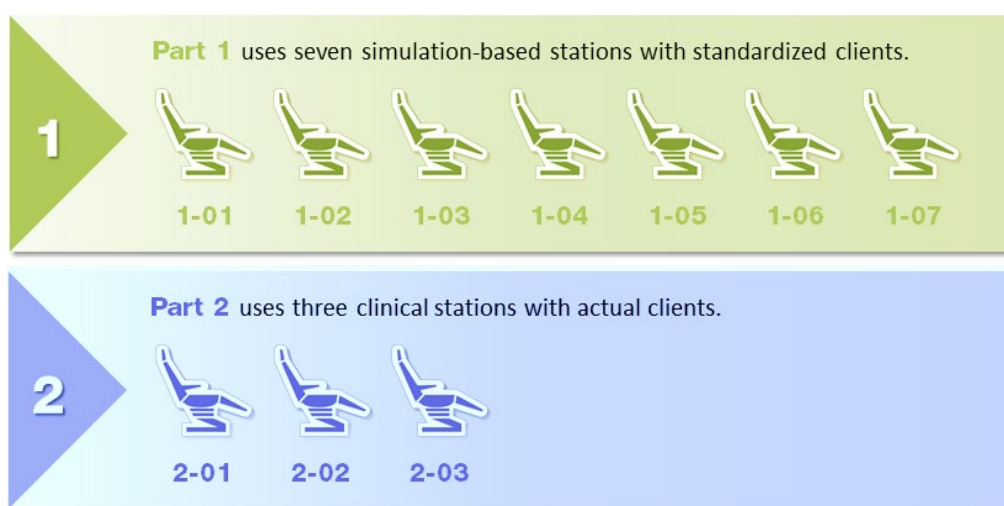 Part 1 uses seven simulation-based stations with standardized clients.
1
1-01 1-02 1-03 1-04 1-05 1-06 1-07
Part 2 uses three clinical stations with actual clients.
2
2-01 2-02 2-03